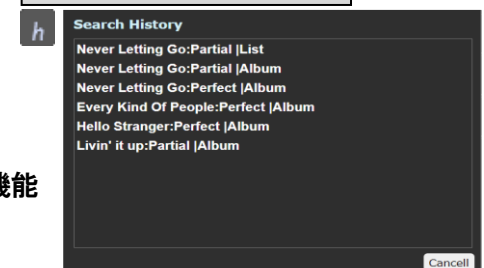 h
Search History
Never Letting Go:Partial |List
Never Letting Go:Partial |Album
Never Letting Go:Perfect |Album
Every Kind Of People:Perfect |Album
Hello Stranger:Perfect |Album
Livin' it up:Partial |Album
機能
Cancell